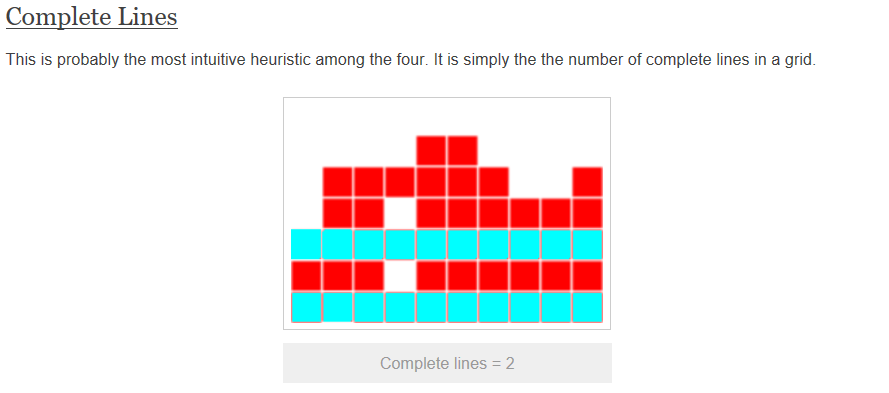 Complete Lines
This is probably the most intuitive heuristic among the four. It is simply the the number of complete lines in a grid.
Complete lines = 2